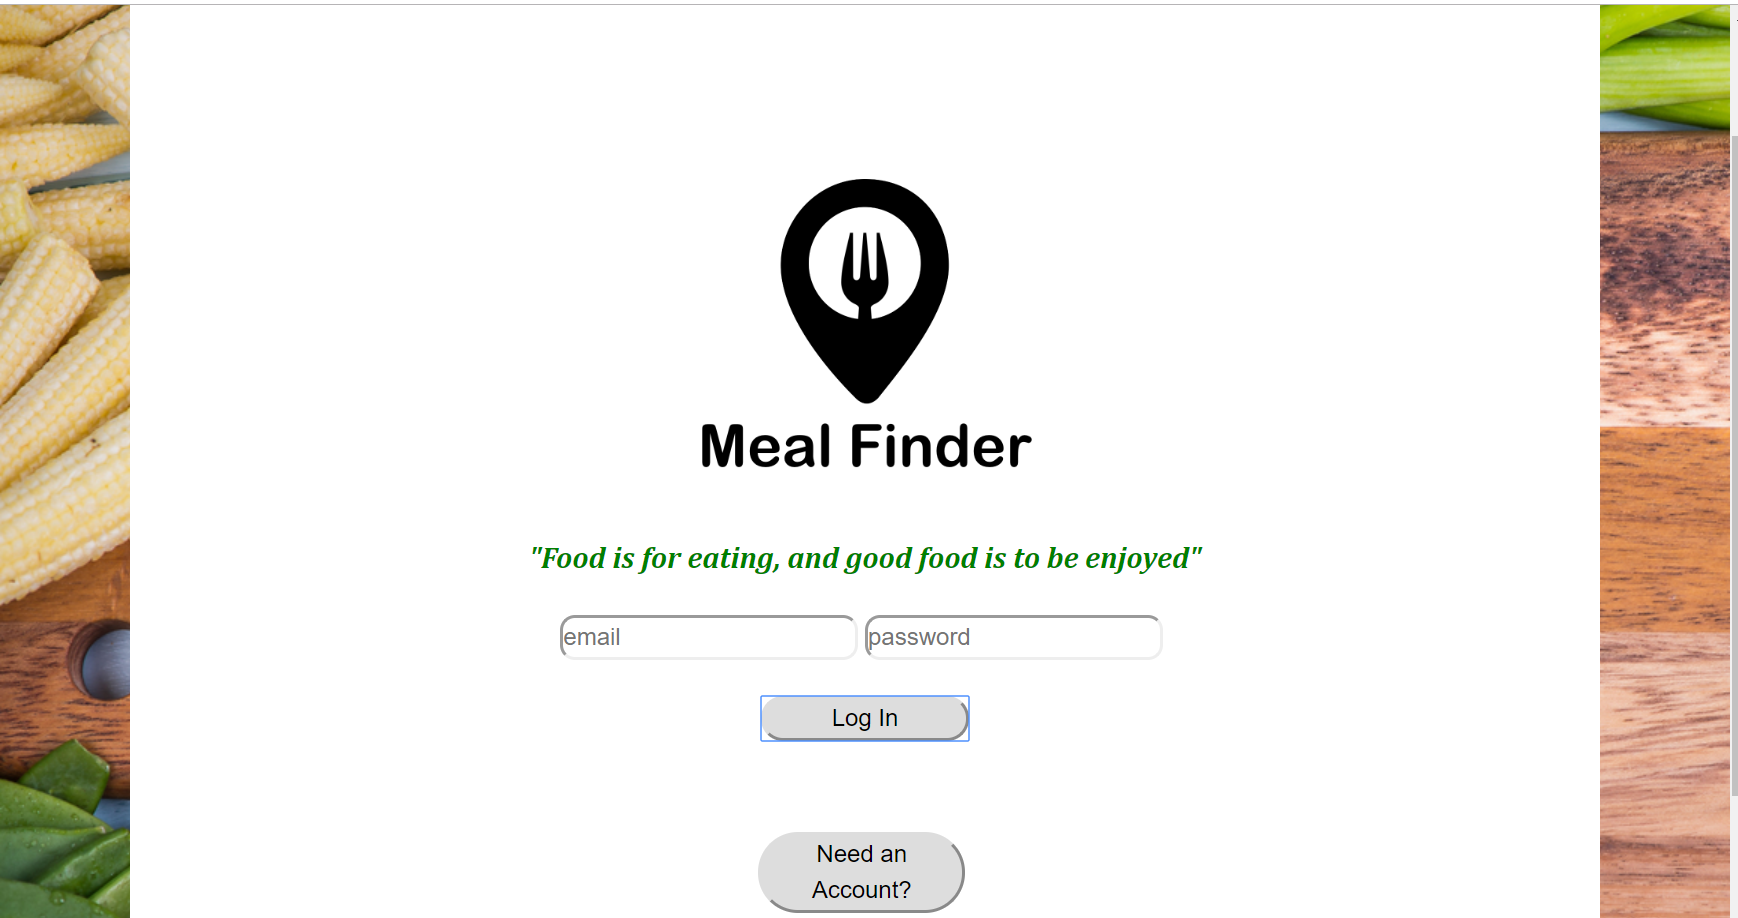 Meal Finder
"Food is for eating, and good food is to be enjoyed"
email password
Log In
Need an
Account?